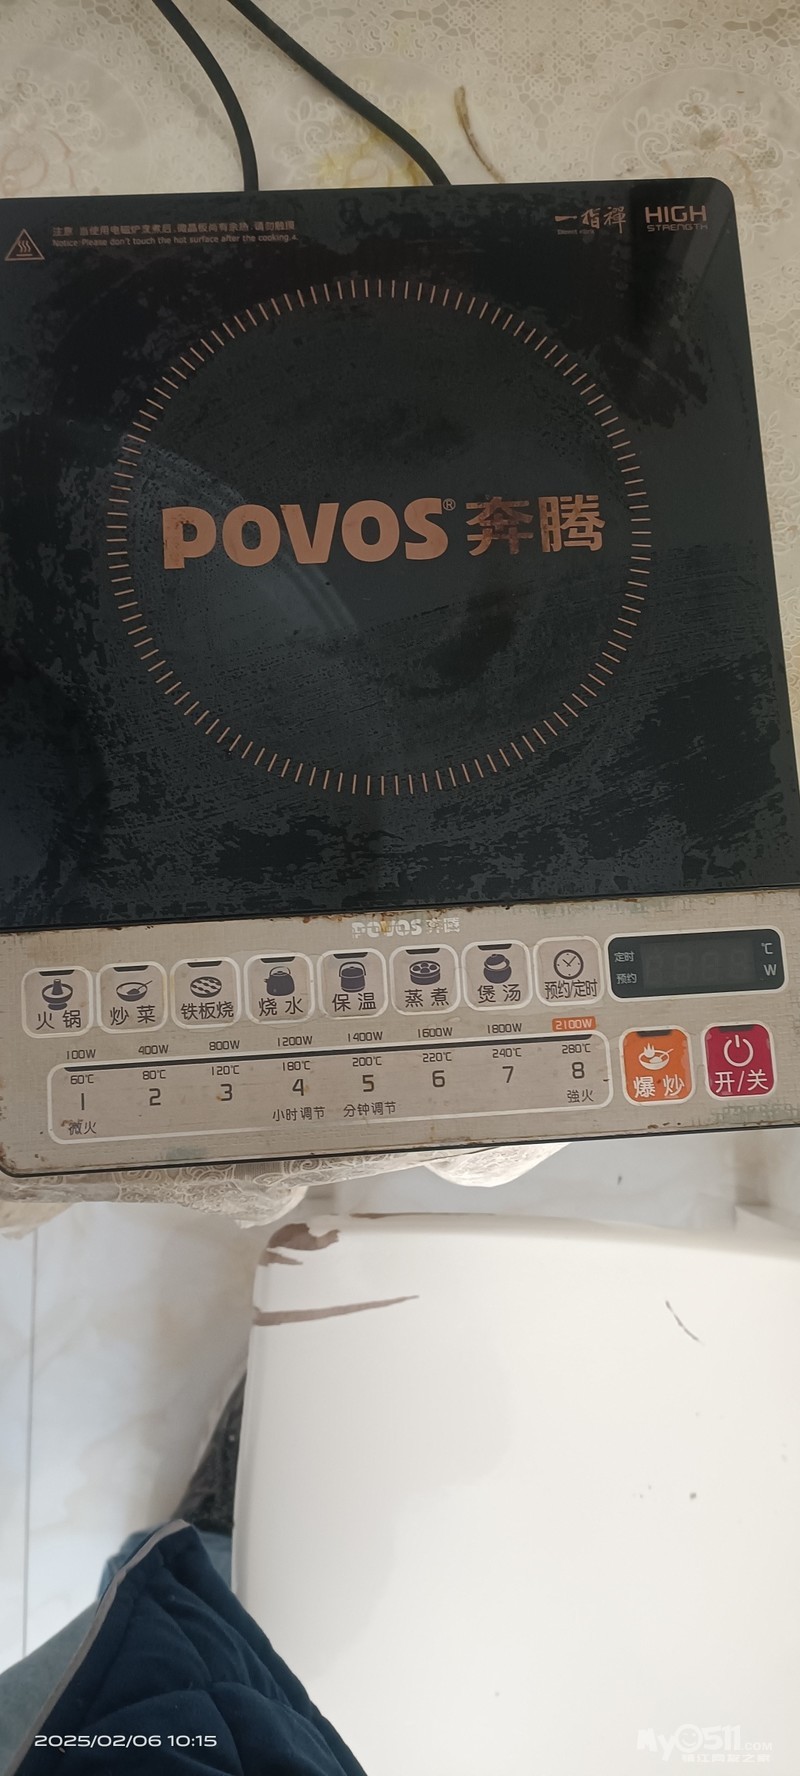 注意:当使用电磁炉烹煮后,微晶板尚有余热,请勿触摸
Notice:Please don't touch the hot surface after the cooking
一指禅
HIGH
STRENGTH
POVOS® 奔腾
POVOS 奔腾
火锅 炒菜 铁板烧 烧水 保温 蒸煮 煲汤 预约/定时
定时
预约
℃
W
100W 400W 800W 1200W 1400W 1600W 1800W 2100W
60℃ 80℃ 120℃ 180℃ 200℃ 220℃ 240℃ 280℃
1 2 3 4 5 6 7 8
微火 小时调节 分钟调节 強火
爆炒
开/关
2025/02/06 10:15
My0511.COM